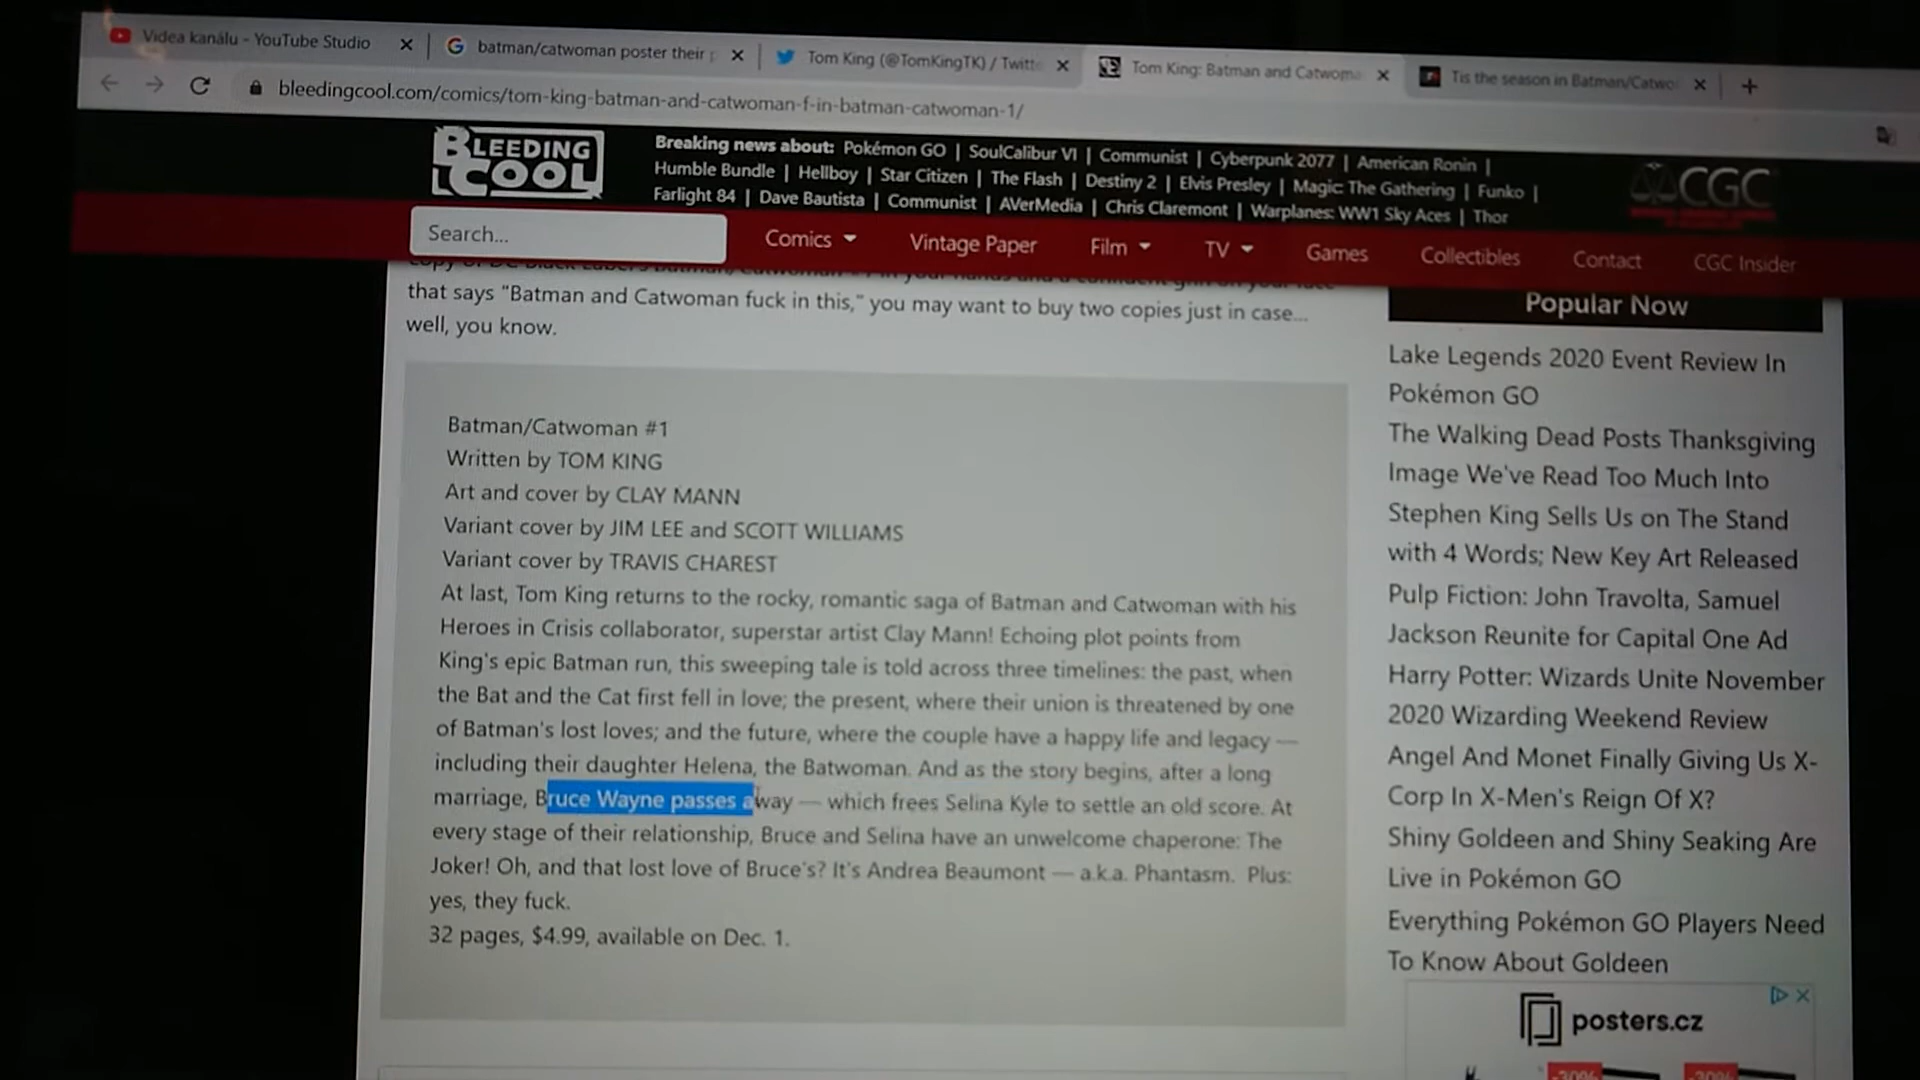 Videa kanálu - YouTube Studio
batman/catwoman poster their
Tom King (@TomKingTK) / Twitte
Tom King: Batman and Catwoma
Tis the season in Batman/Catwo
bleedingcool.com/comics/tom-king-batman-and-catwoman-f-in-batman-catwoman-1/
BLEEDING
COOL
Breaking news about: Pokémon GO | SoulCalibur VI | Communist | Cyberpunk 2077 | American Ronin |
Humble Bundle | Hellboy | Star Citizen | The Flash | Destiny 2 | Elvis Presley | Magic: The Gathering | Funko |
Farlight 84 | Dave Bautista | Communist | AVerMedia | Chris Claremont | Warplanes: WW1 Sky Aces | Thor
CGC
Search...
Comics
Vintage Paper
Film
TV
Games
Collectibles
Contact
CGC Insider
that says "Batman and Catwoman fuck in this," you may want to buy two copies just in case...
well, you know.
Batman/Catwoman #1
Written by TOM KING
Art and cover by CLAY MANN
Variant cover by JIM LEE and SCOTT WILLIAMS
Variant cover by TRAVIS CHAREST
At last, Tom King returns to the rocky, romantic saga of Batman and Catwoman with his
Heroes in Crisis collaborator, superstar artist Clay Mann! Echoing plot points from
King's epic Batman run, this sweeping tale is told across three timelines: the past, when
the Bat and the Cat first fell in love; the present, where their union is threatened by one
of Batman's lost loves; and the future, where the couple have a happy life and legacy —
including their daughter Helena, the Batwoman. And as the story begins, after a long
marriage, Bruce Wayne passes away — which frees Selina Kyle to settle an old score. At
every stage of their relationship, Bruce and Selina have an unwelcome chaperone: The
Joker! Oh, and that lost love of Bruce's? It's Andrea Beaumont — a.k.a. Phantasm. Plus:
yes, they fuck.
32 pages, $4.99, available on Dec. 1.
Popular Now
Lake Legends 2020 Event Review In
Pokémon GO
The Walking Dead Posts Thanksgiving
Image We've Read Too Much Into
Stephen King Sells Us on The Stand
with 4 Words; New Key Art Released
Pulp Fiction: John Travolta, Samuel
Jackson Reunite for Capital One Ad
Harry Potter: Wizards Unite November
2020 Wizarding Weekend Review
Angel And Monet Finally Giving Us X-
Corp In X-Men's Reign Of X?
Shiny Goldeen and Shiny Seaking Are
Live in Pokémon GO
Everything Pokémon GO Players Need
To Know About Goldeen
posters.cz